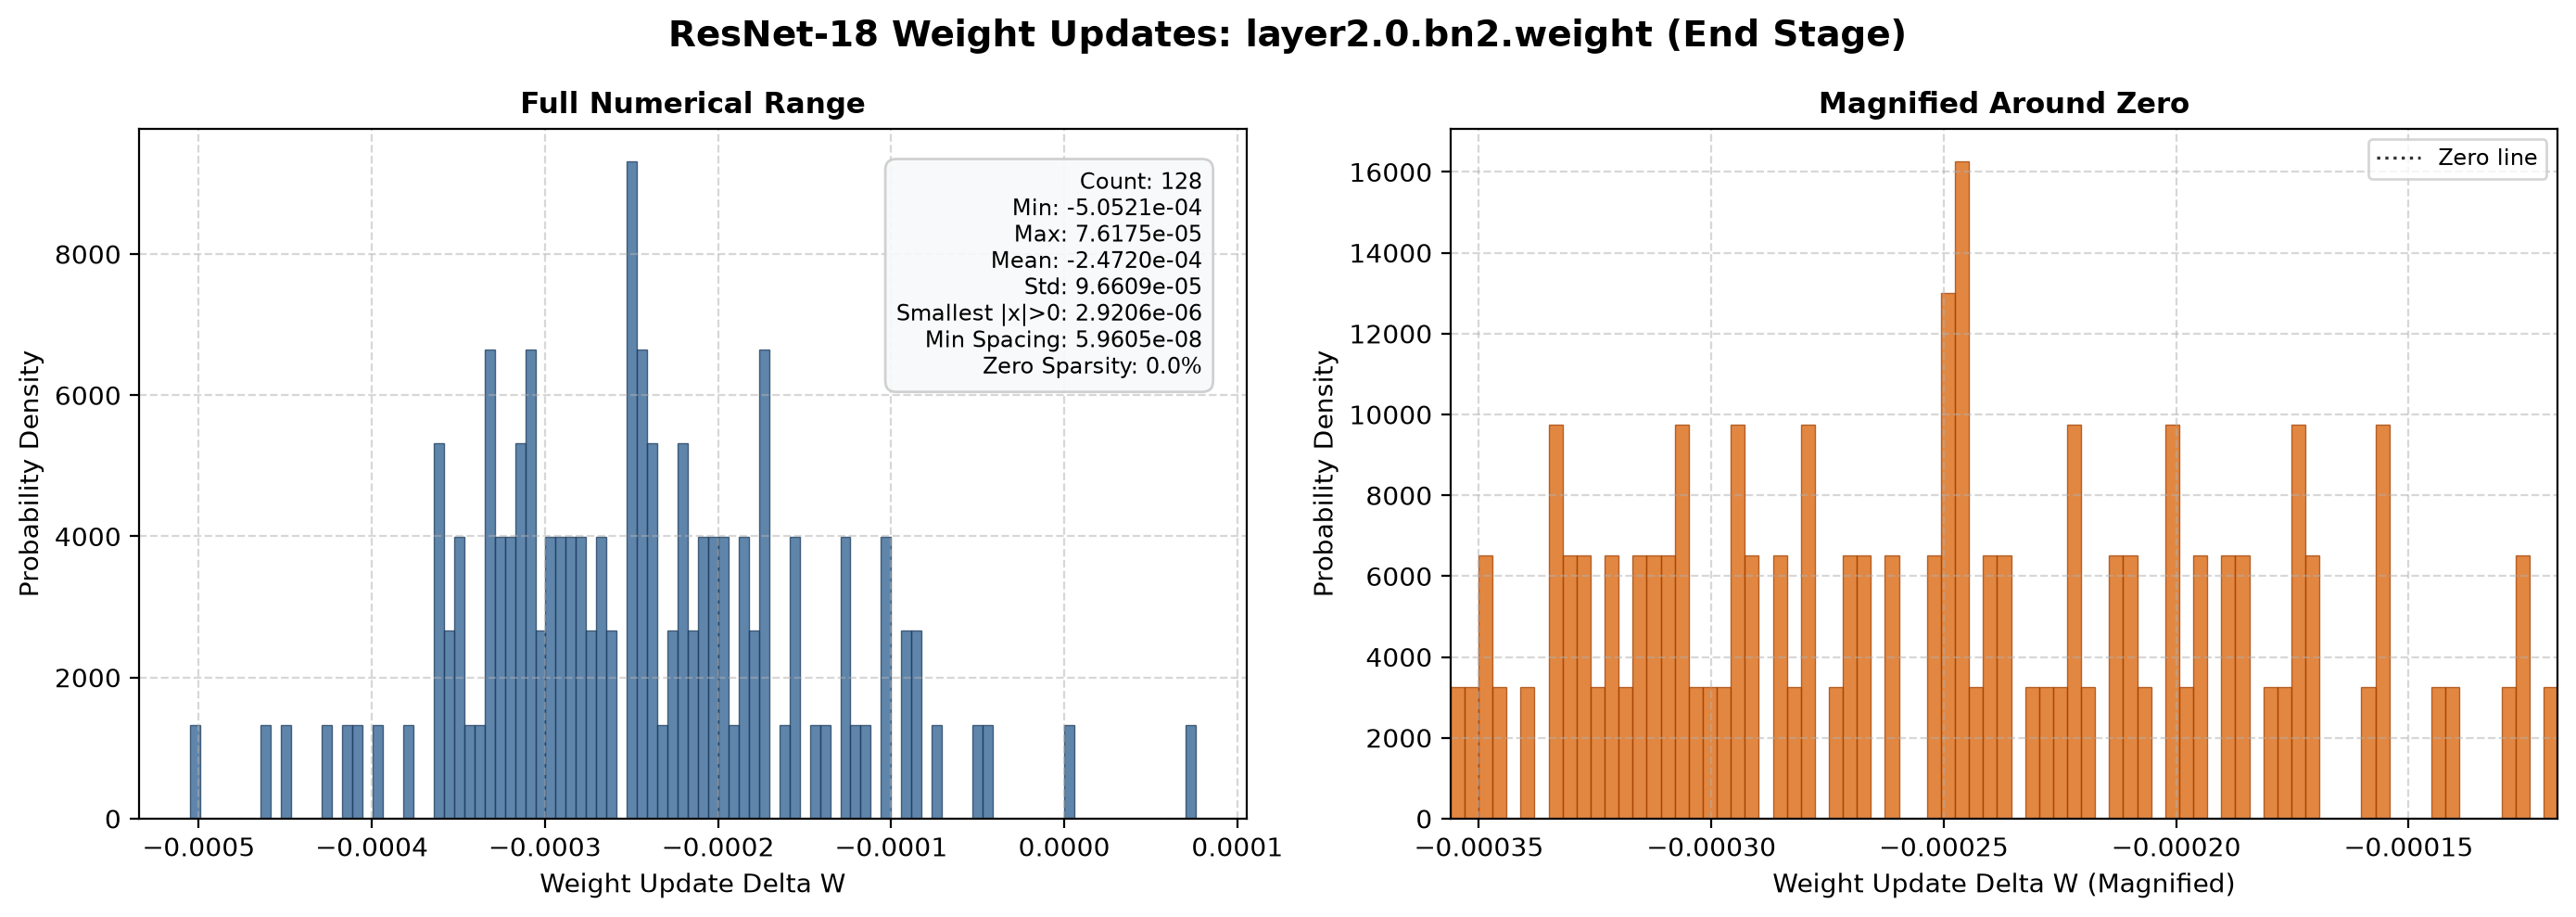 ResNet-18 Weight Updates: layer2.0.bn2.weight (End Stage)
Full Numerical Range
Probability Density
8000
6000
4000
2000
0
Count: 128
Min: -5.0521e-04
Max: 7.6175e-05
Mean: -2.4720e-04
Std: 9.6609e-05
Smallest |x|>0: 2.9206e-06
Min Spacing: 5.9605e-08
Zero Sparsity: 0.0%
−0.0005 −0.0004 −0.0003 −0.0002 −0.0001 0.0000 0.0001
Weight Update Delta W
Magnified Around Zero
Probability Density
16000
14000
12000
10000
8000
6000
4000
2000
0
Zero line
−0.00035 −0.00030 −0.00025 −0.00020 −0.00015
Weight Update Delta W (Magnified)